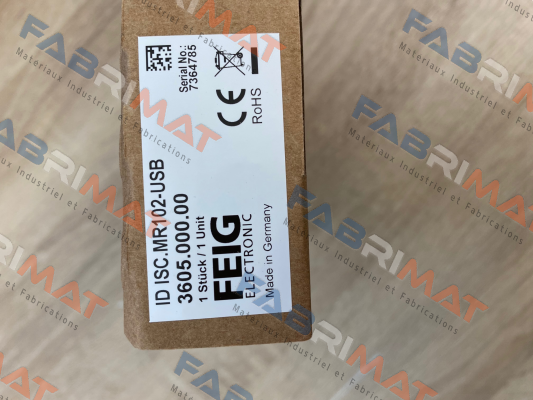 ID ISC.MR102-USB
3605.000.00
1 Stück / 1 Unit
FEIG
ELECTRONIC
Made in Germany
Serial No.:
7364785
CE
RoHS
FABRIMAT
Materiaux Industriel et Fabrications